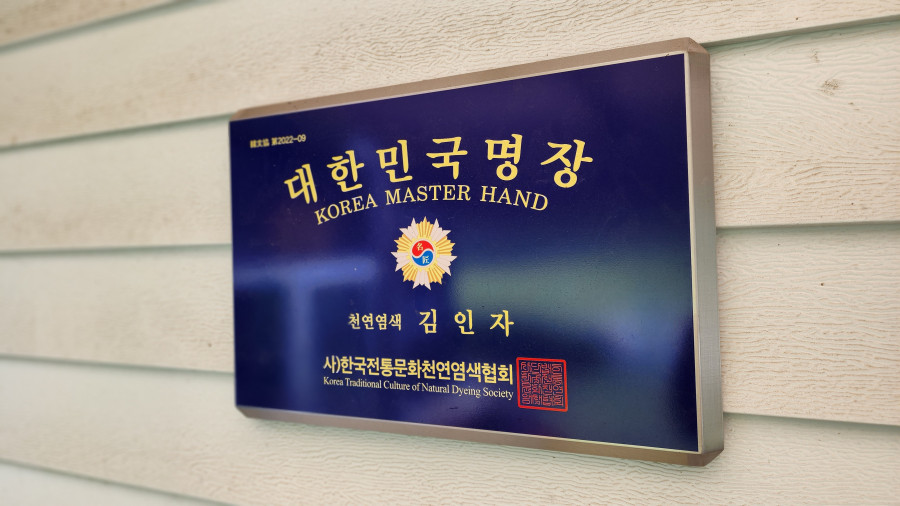 韓文協 第2022-09
대한민국명장
KOREA MASTER HAND
名匠
천연염색 김인자
사)한국전통문화천연염색협회
Korea Traditional Culture of Natural Dyeing Society